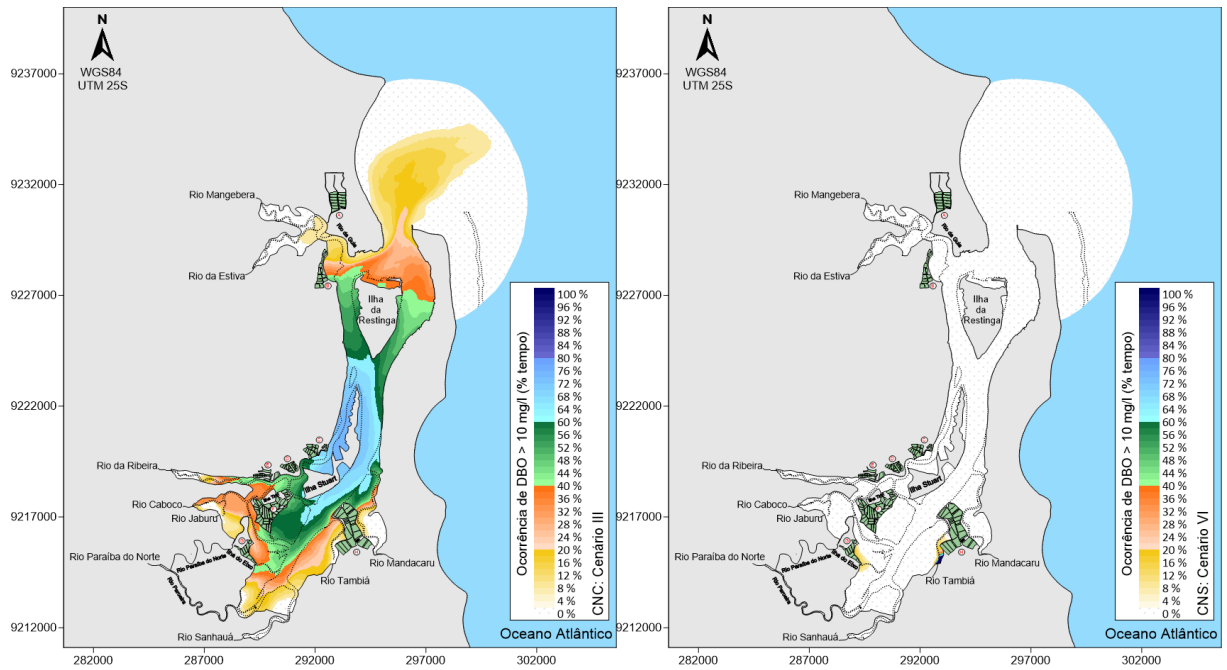 N
WGS84
UTM 25S
9237000
9232000
9227000
9222000
9217000
9212000
282000
287000
292000
297000
302000
Rio Mangebera
Rio da Guia
Rio da Estiva
Ilha
da
Restinga
Rio da Ribeira
Ilha Stuart
Rio Caboco
Rio Jaburu
Rio Paraíba do Norte
Rio Paraíba do Norte
Rio Mandacaru
Rio Tambiá
Rio Sanhauá
Oceano Atlântico
Ocorrência de DBO > 10 mg/l (% tempo)
CNC: Cenário III
100 %
96 %
92 %
88 %
84 %
80 %
76 %
72 %
68 %
64 %
60 %
56 %
52 %
48 %
44 %
40 %
36 %
32 %
28 %
24 %
20 %
16 %
12 %
8 %
4 %
0 %
N
WGS84
UTM 25S
9237000
9232000
9227000
9222000
9217000
9212000
282000
287000
292000
297000
302000
Rio Mangebera
Rio da Guia
Rio da Estiva
Ilha
da
Restinga
Rio da Ribeira
Ilha Stuart
Rio Caboco
Rio Jaburu
Rio Paraíba do Norte
Rio Paraíba do Norte
Rio Mandacaru
Rio Tambiá
Rio Sanhauá
Oceano Atlântico
Ocorrência de DBO > 10 mg/l (% tempo)
CNS: Cenário VI
100 %
96 %
92 %
88 %
84 %
80 %
76 %
72 %
68 %
64 %
60 %
56 %
52 %
48 %
44 %
40 %
36 %
32 %
28 %
24 %
20 %
16 %
12 %
8 %
4 %
0 %